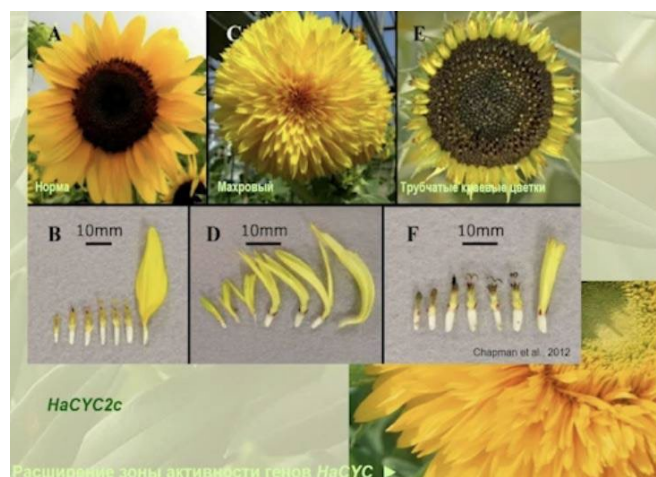 A
C
E
Норма
Махровый
Трубчатые краевые цветки
B
10mm
D
10mm
F
10mm
Chapman et al., 2012
HaCYC2c
Расширение зоны активности генов HaCYC ►